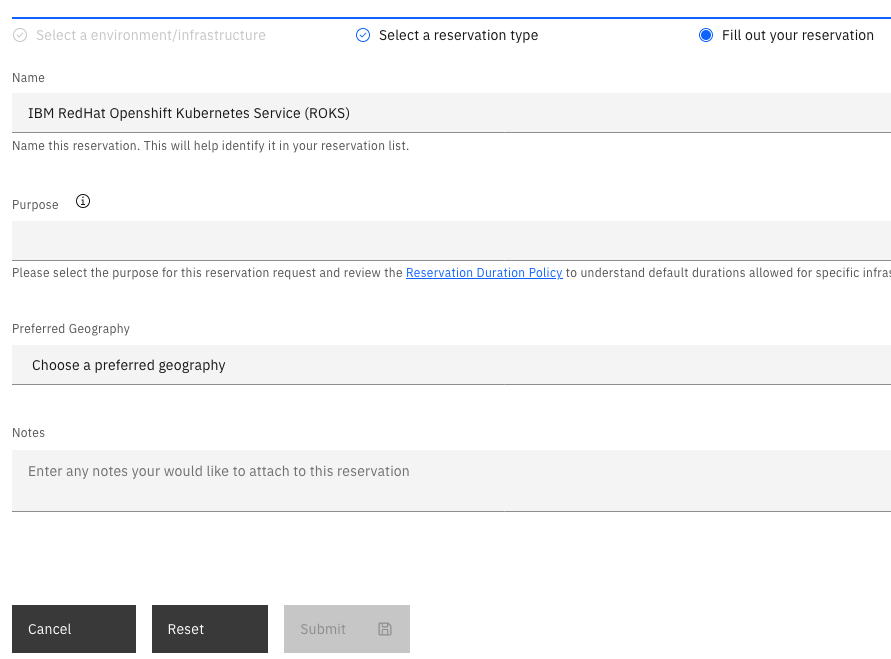 Select a environment/infrastructure
Select a reservation type
Fill out your reservation
Name
IBM RedHat Openshift Kubernetes Service (ROKS)
Name this reservation. This will help identify it in your reservation list.
Purpose
Please select the purpose for this reservation request and review the Reservation Duration Policy to understand default durations allowed for specific
Preferred Geography
Choose a preferred geography
Notes
Enter any notes your would like to attach to this reservation
Cancel
Reset
Submit